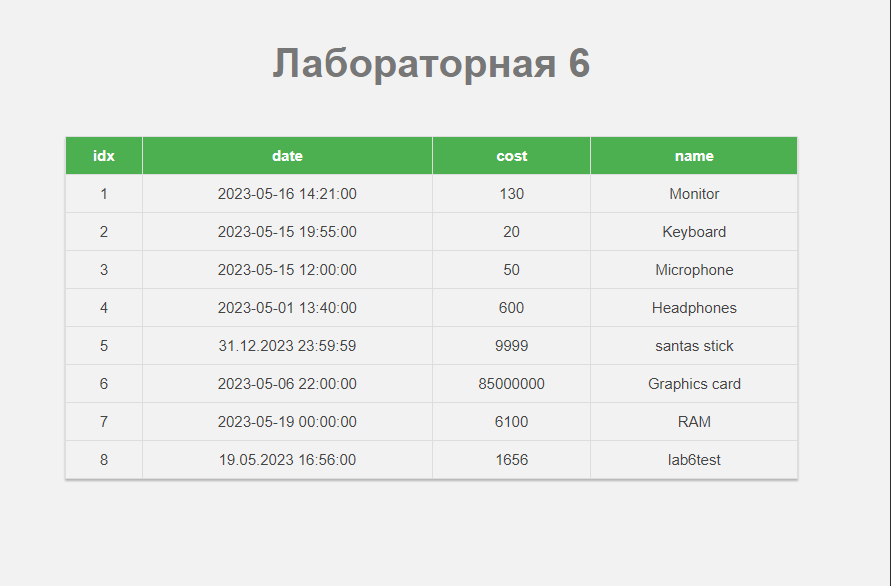 Лабораторная 6
idx date cost name
1 2023-05-16 14:21:00 130 Monitor
2 2023-05-15 19:55:00 20 Keyboard
3 2023-05-15 12:00:00 50 Microphone
4 2023-05-01 13:40:00 600 Headphones
5 31.12.2023 23:59:59 9999 santas stick
6 2023-05-06 22:00:00 85000000 Graphics card
7 2023-05-19 00:00:00 6100 RAM
8 19.05.2023 16:56:00 1656 lab6test